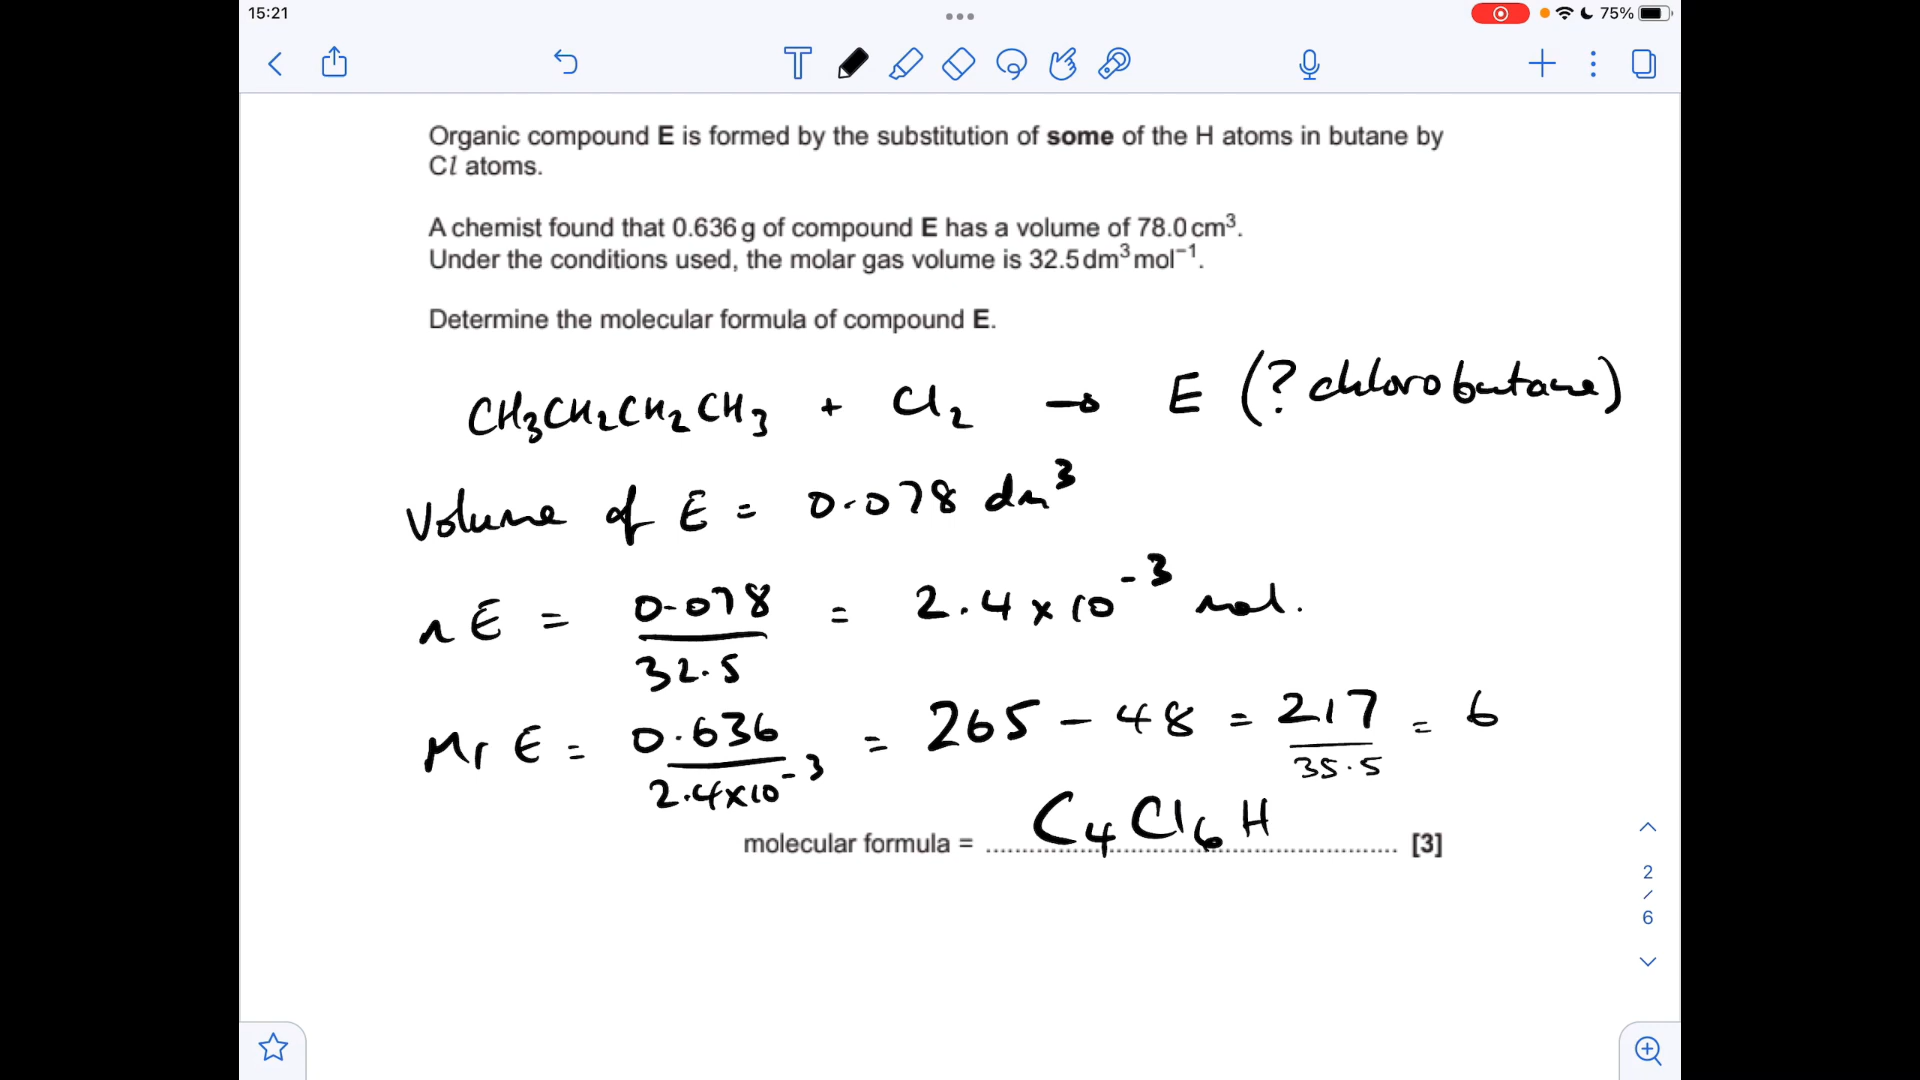 15:21
75%
Organic compound E is formed by the substitution of some of the H atoms in butane by
Cl atoms.
A chemist found that 0.636 g of compound E has a volume of 78.0 cm³.
Under the conditions used, the molar gas volume is 32.5 dm³ mol⁻¹.
Determine the molecular formula of compound E.
CH₃CH₂CH₂CH₃ + Cl₂ → E (? chlorobutane)
Volume of E = 0.078 dm³
n E = 0.078 / 32.5 = 2.4 × 10⁻³ mol.
Mr E = 0.636 / 2.4×10⁻³ = 265 - 48 = 217 / 35.5 = 6
molecular formula = C₄Cl₆H [3]
2
/
6